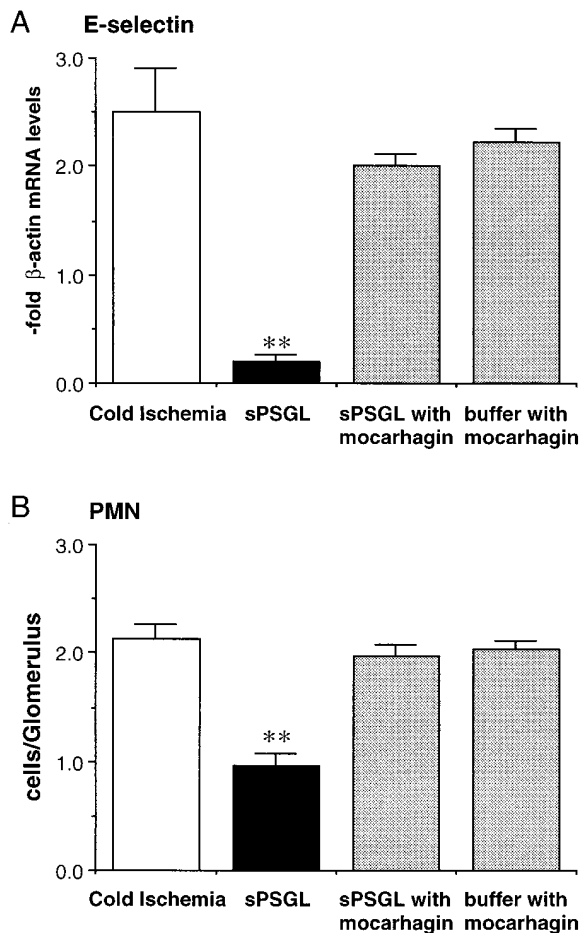 A
E-selectin
-fold β-actin mRNA levels
3.0
2.0
1.0
0.0
**
Cold Ischemia
sPSGL
sPSGL with
mocarhagin
buffer with
mocarhagin
B
PMN
cells/Glomerulus
3.0
2.0
1.0
0.0
**
Cold Ischemia
sPSGL
sPSGL with
mocarhagin
buffer with
mocarhagin